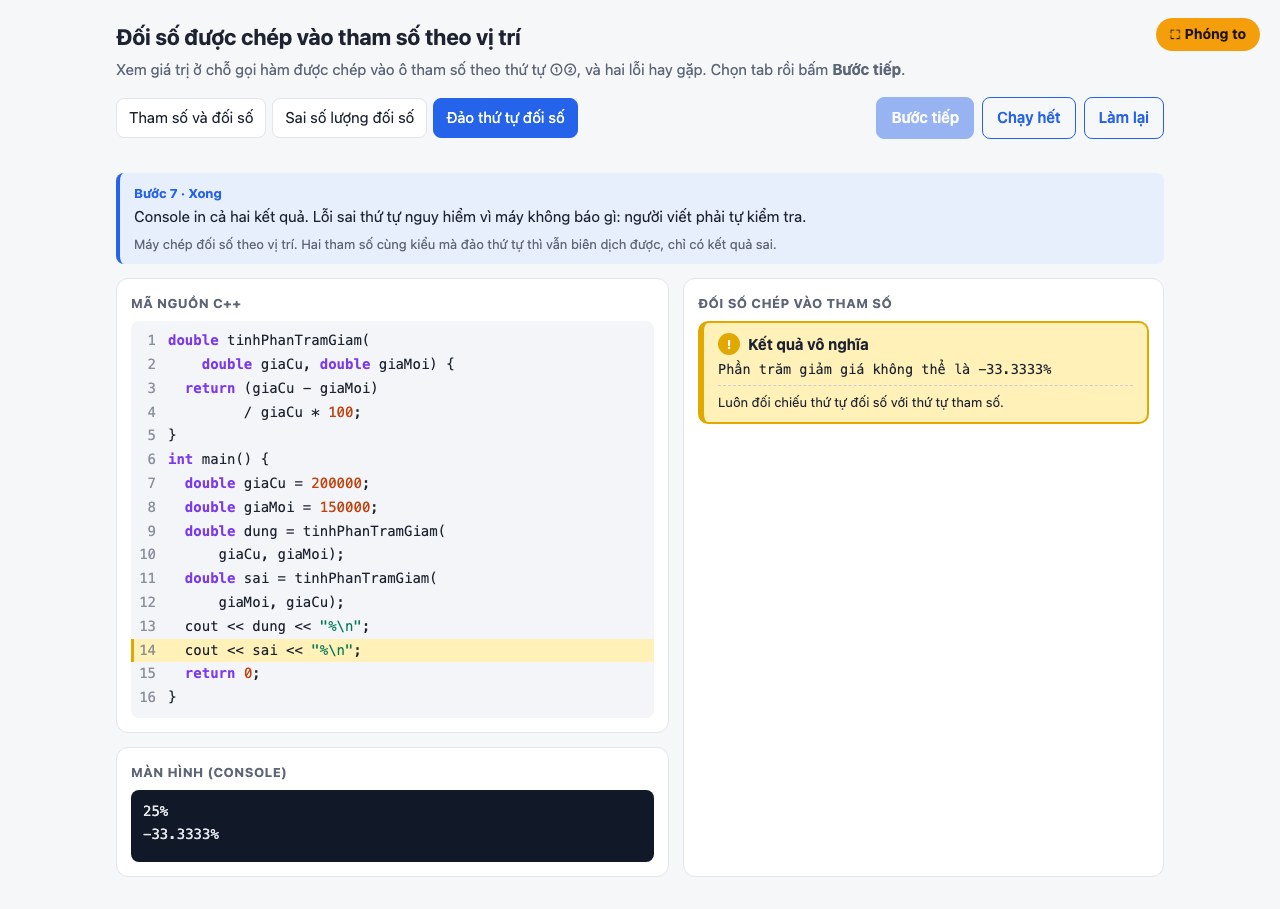 Đối số được chép vào tham số theo vị trí
⛶ Phóng to
Xem giá trị ở chỗ gọi hàm được chép vào ô tham số theo thứ tự ①②, và hai lỗi hay gặp. Chọn tab rồi bấm Bước tiếp.
Tham số và đối số
Sai số lượng đối số
Đảo thứ tự đối số
Bước tiếp
Chạy hết
Làm lại
Bước 7 · Xong
Console in cả hai kết quả. Lỗi sai thứ tự nguy hiểm vì máy không báo gì: người viết phải tự kiểm tra.
Máy chép đối số theo vị trí. Hai tham số cùng kiểu mà đảo thứ tự thì vẫn biên dịch được, chỉ có kết quả sai.
MÃ NGUỒN C++
1 double tinhPhanTramGiam(
2     double giaCu, double giaMoi) {
3   return (giaCu - giaMoi)
4          / giaCu * 100;
5 }
6 int main() {
7   double giaCu = 200000;
8   double giaMoi = 150000;
9   double dung = tinhPhanTramGiam(
10       giaCu, giaMoi);
11   double sai = tinhPhanTramGiam(
12       giaMoi, giaCu);
13   cout << dung << "%\n";
14   cout << sai << "%\n";
15   return 0;
16 }
MÀN HÌNH (CONSOLE)
25%
-33.3333%
ĐỐI SỐ CHÉP VÀO THAM SỐ
! Kết quả vô nghĩa
Phần trăm giảm giá không thể là -33.3333%
Luôn đối chiếu thứ tự đối số với thứ tự tham số.